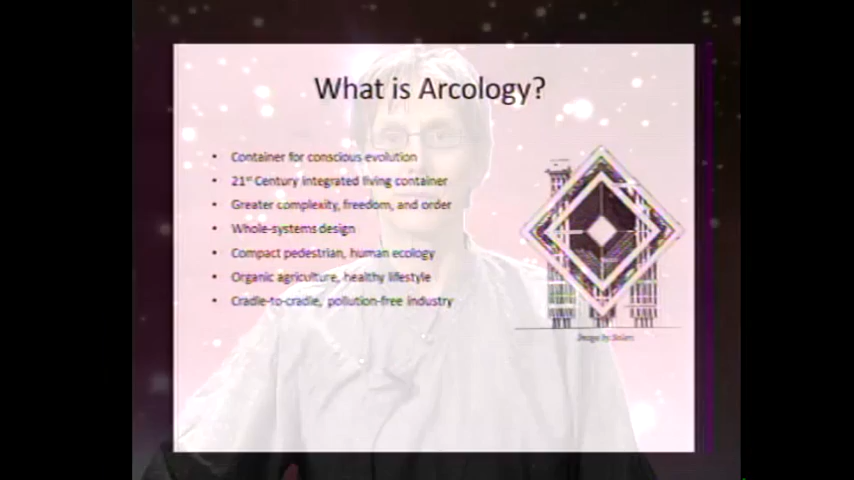 What is Arcology?
• Container for conscious evolution
• 21st Century integrated living container
• Greater complexity, freedom, and order
• Whole-systems design
• Compact pedestrian, human ecology
• Organic agriculture, healthy lifestyle
• Cradle-to-cradle, pollution-free industry
Image by Soleri